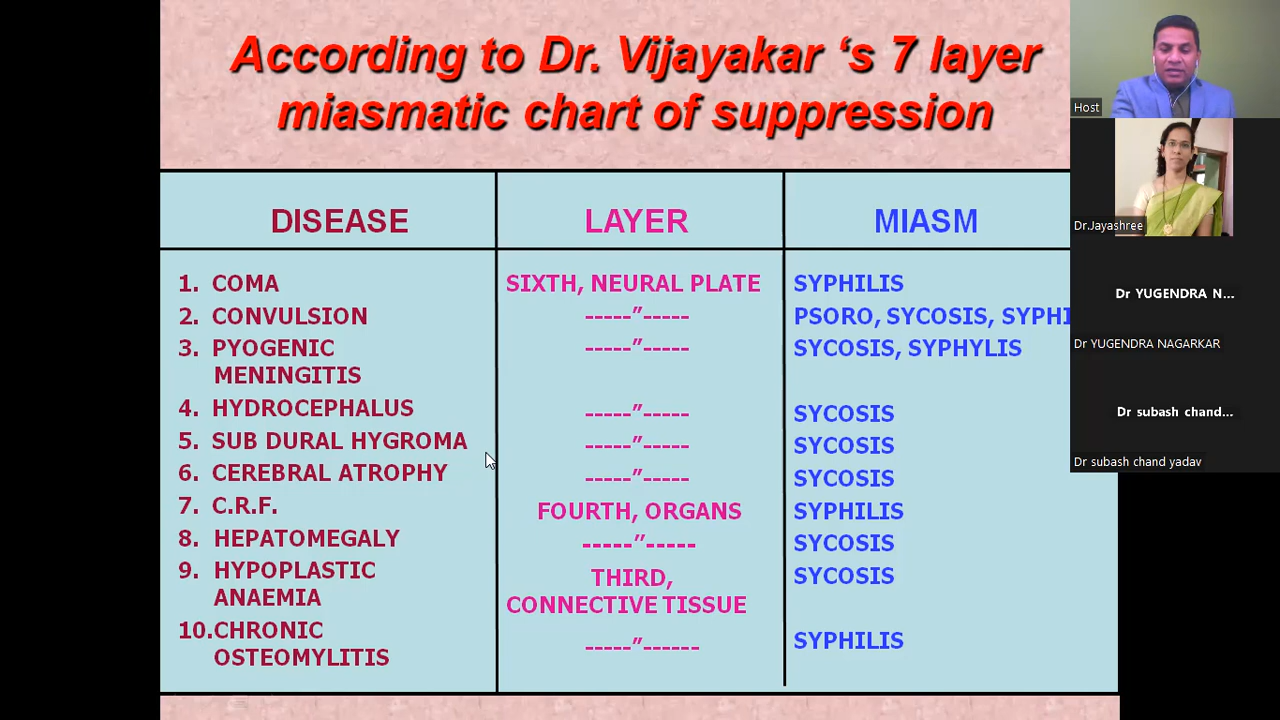 According to Dr. Vijayakar ‘s 7 layer
miasmatic chart of suppression
DISEASE LAYER MIASM
1. COMA SIXTH, NEURAL PLATE SYPHILIS
2. CONVULSION -----”----- PSORO, SYCOSIS, SYPHI
3. PYOGENIC -----”----- SYCOSIS, SYPHYLIS
MENINGITIS
4. HYDROCEPHALUS -----”----- SYCOSIS
5. SUB DURAL HYGROMA -----”----- SYCOSIS
6. CEREBRAL ATROPHY -----”----- SYCOSIS
7. C.R.F. FOURTH, ORGANS SYPHILIS
8. HEPATOMEGALY -----”----- SYCOSIS
9. HYPOPLASTIC THIRD, SYCOSIS
ANAEMIA CONNECTIVE TISSUE
10.CHRONIC -----”------ SYPHILIS
OSTEOMYLITIS
Host
Dr.Jayashree
Dr YUGENDRA N...
Dr YUGENDRA NAGARKAR
Dr subash chand...
Dr subash chand yadav